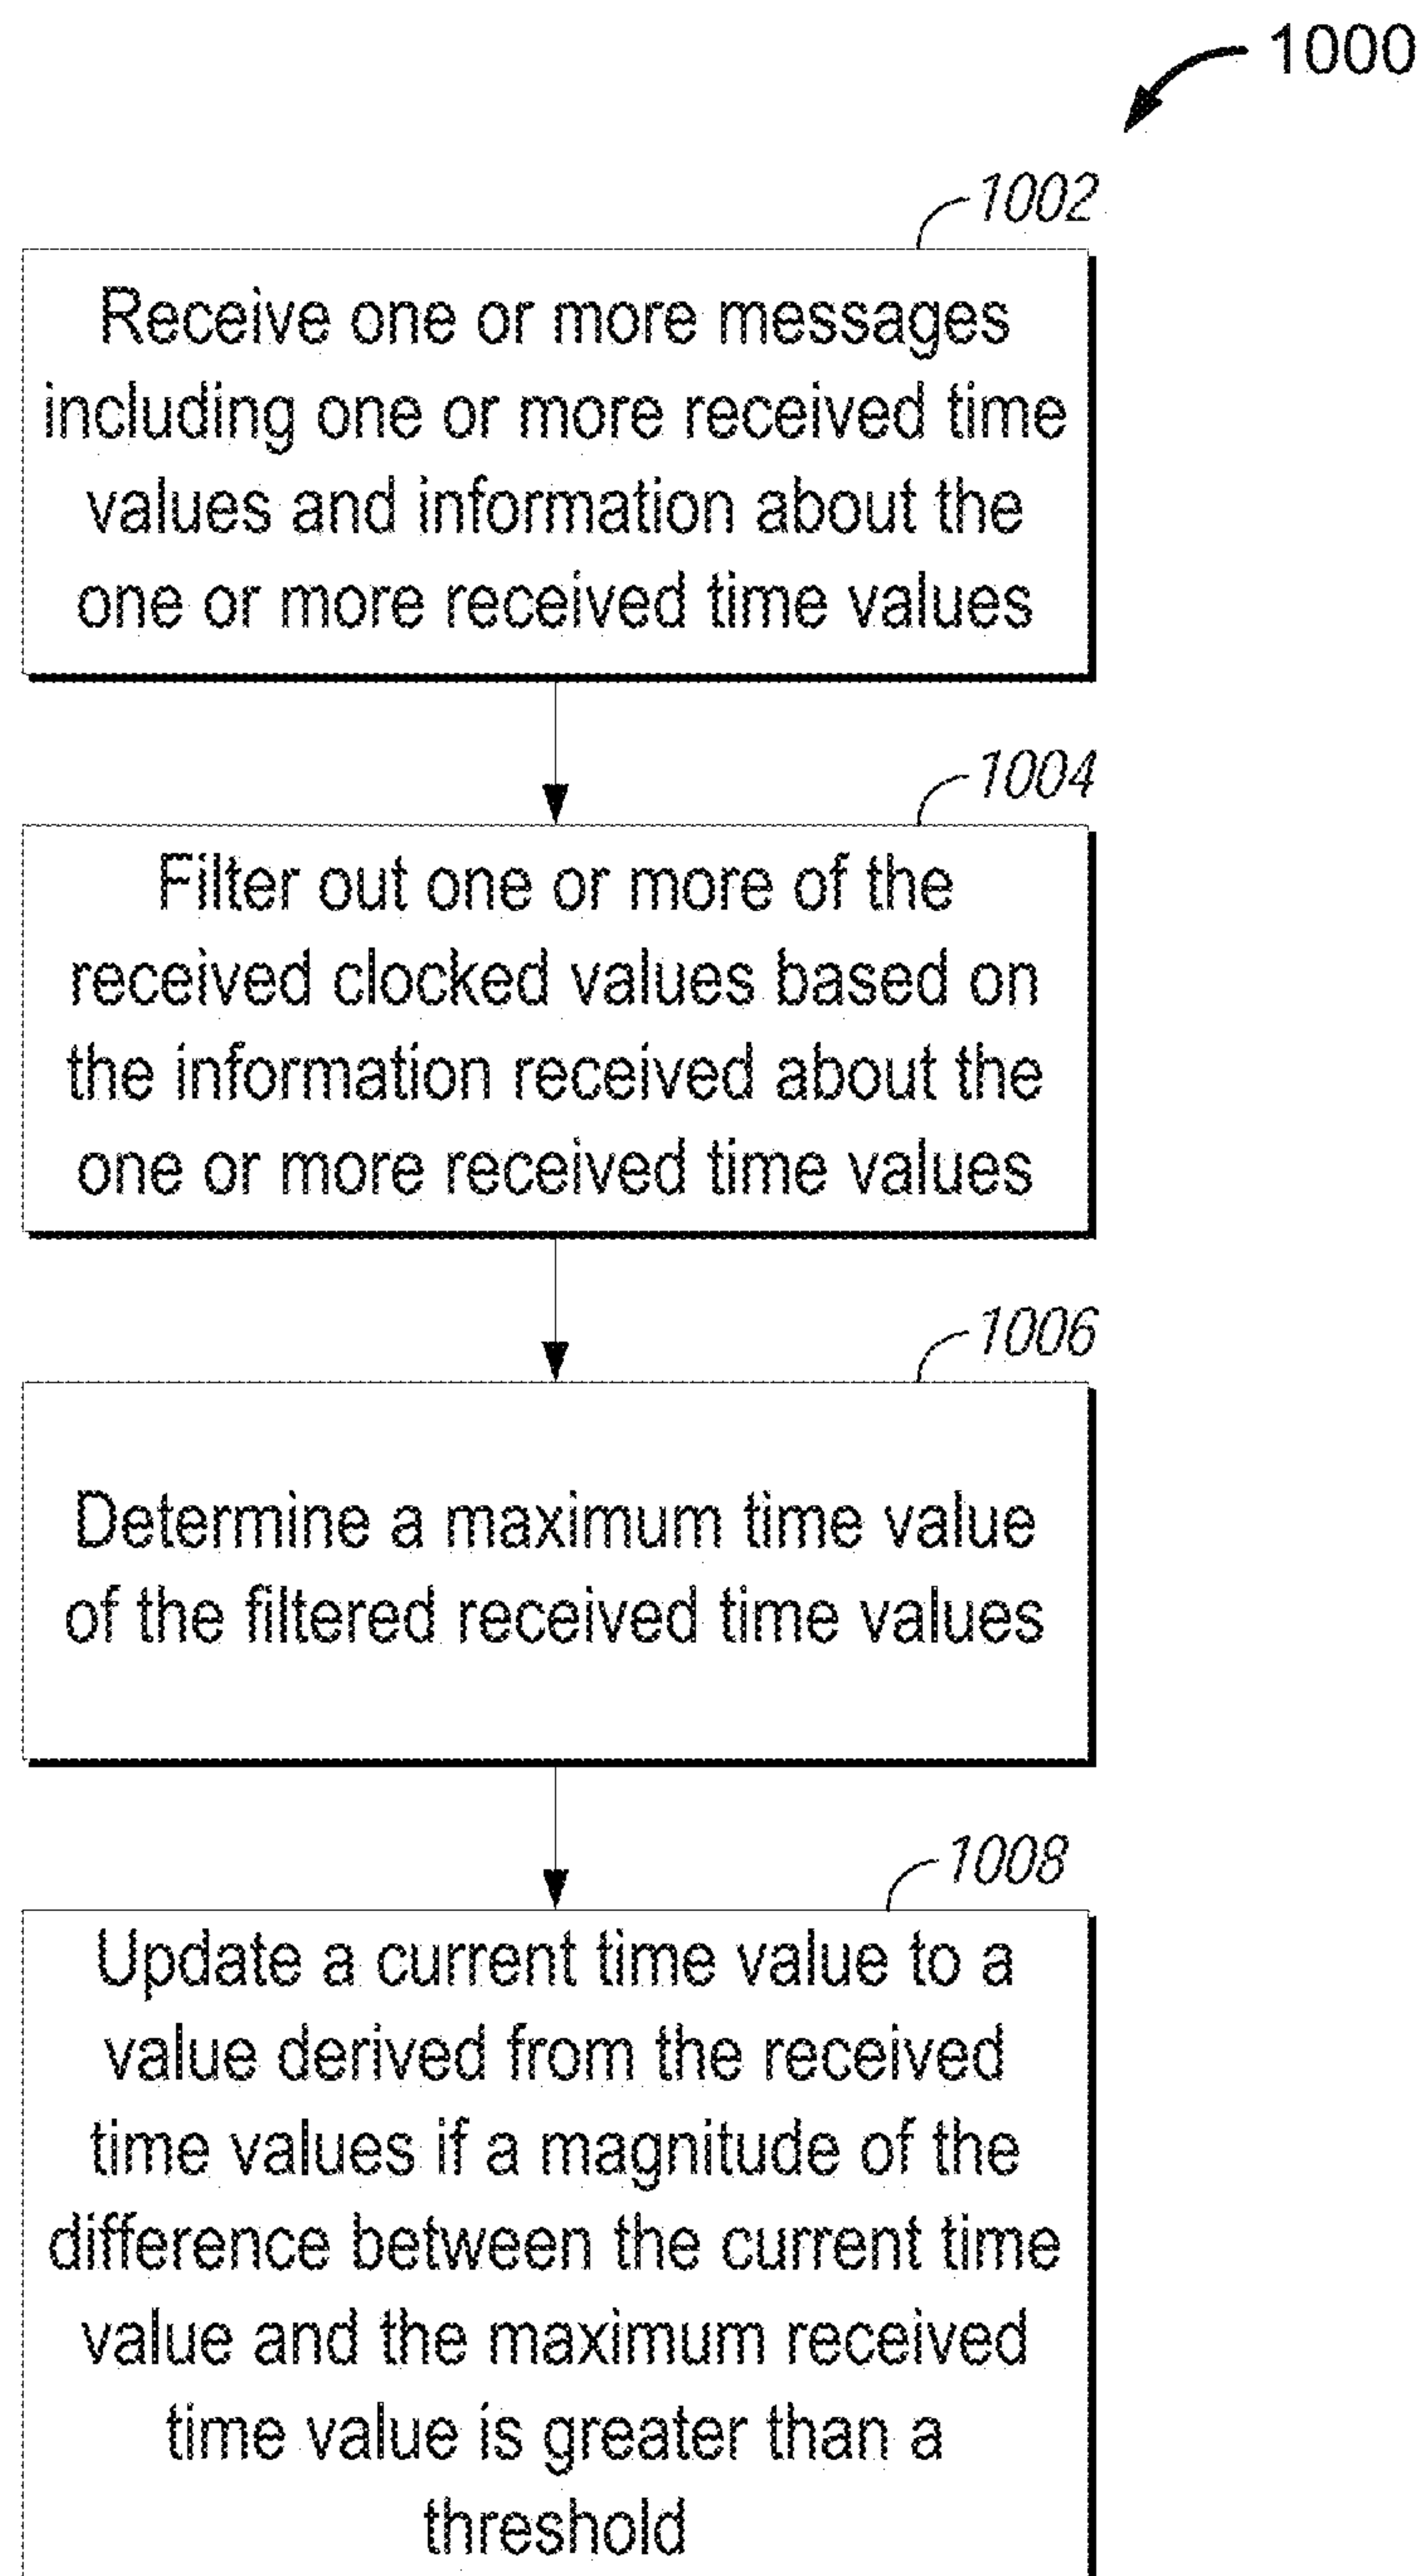 1000
1002
Receive one or more messages
including one or more received time
values and information about the
one or more received time values
1004
Filter out one or more of the
received clocked values based on
the information received about the
one or more received time values
1006
Determine a maximum time value
of the filtered received time values
1008
Update a current time value to a
value derived from the received
time values if a magnitude of the
difference between the current time
value and the maximum received
time value is greater than a
threshold